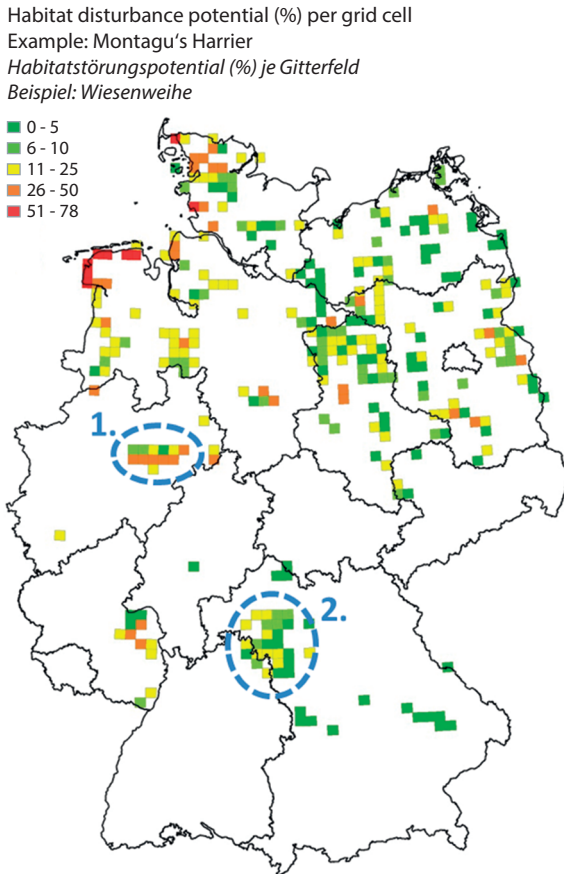 Habitat disturbance potential (%) per grid cell
Example: Montagu‘s Harrier
Habitatstörungspotential (%) je Gitterfeld
Beispiel: Wiesenweihe
0 - 5
6 - 10
11 - 25
26 - 50
51 - 78
1.
2.